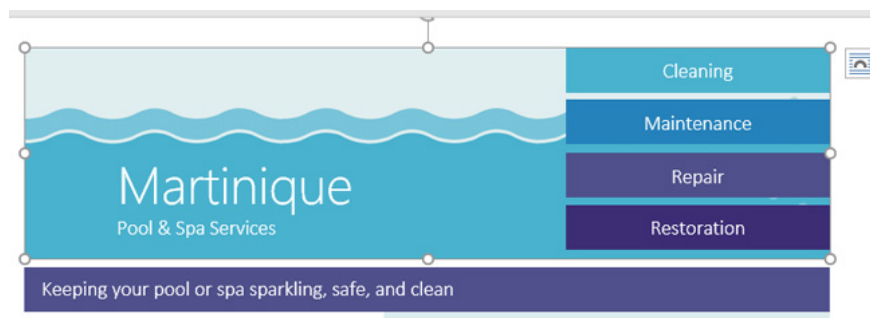 Cleaning
Maintenance
Repair
Restoration
Martinique
Pool & Spa Services
Keeping your pool or spa sparkling, safe, and clean